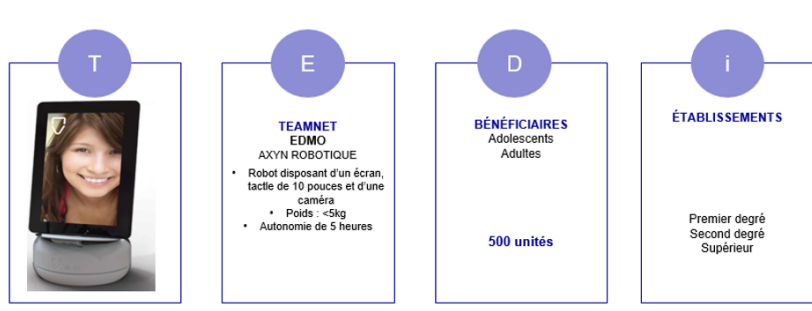 T
E
TEAMNET
EDMO
AXYN ROBOTIQUE
• Robot disposant d'un écran,
tactle de 10 pouces et d'une
caméra
• Poids : <5kg
• Autonomie de 5 heures
D
BÉNÉFICIAIRES
Adolescents
Adultes
500 unités
i
ÉTABLISSEMENTS
Premier degré
Second degré
Supérieur